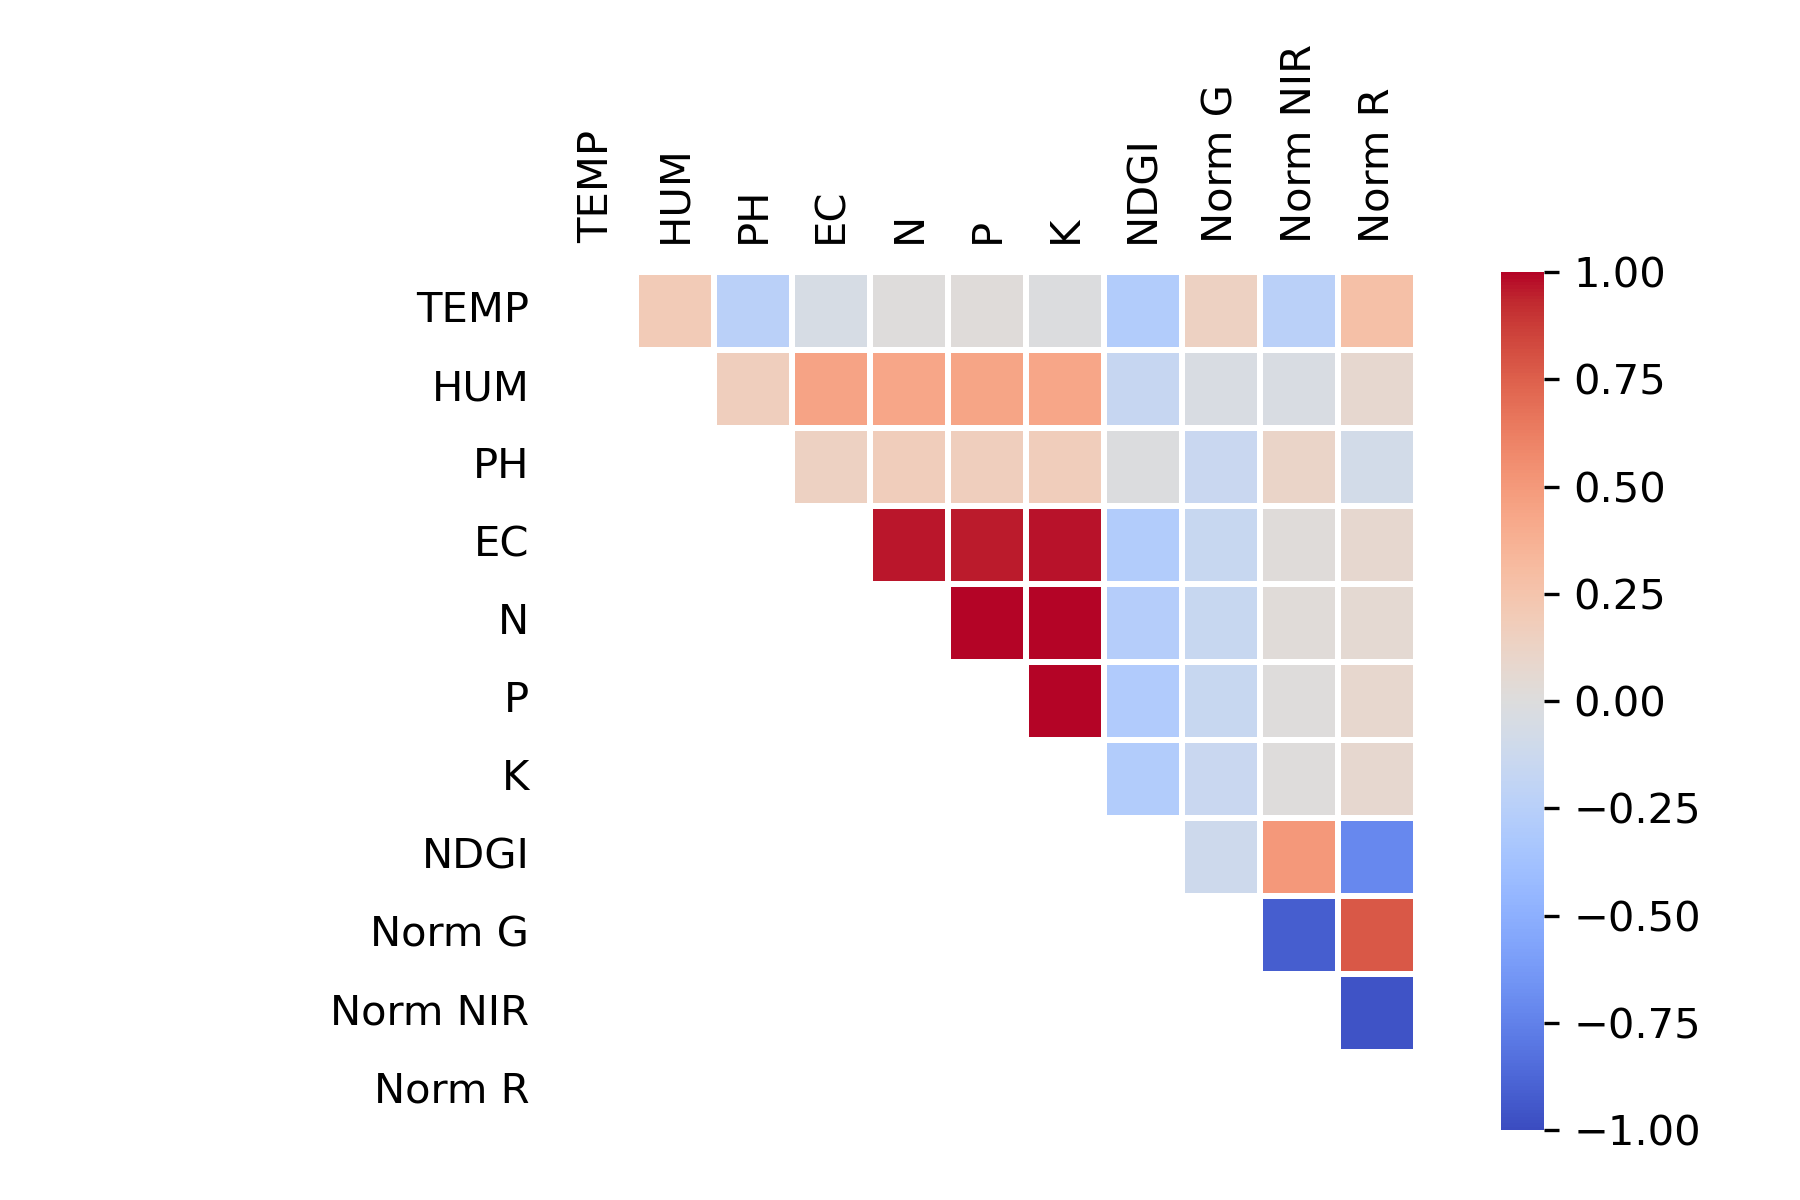 TEMP
HUM
PH
EC
N
P
K
NDGI
Norm G
Norm NIR
Norm R
TEMP
HUM
PH
EC
N
P
K
NDGI
Norm G
Norm NIR
Norm R
1.00
0.75
0.50
0.25
0.00
−0.25
−0.50
−0.75
−1.00